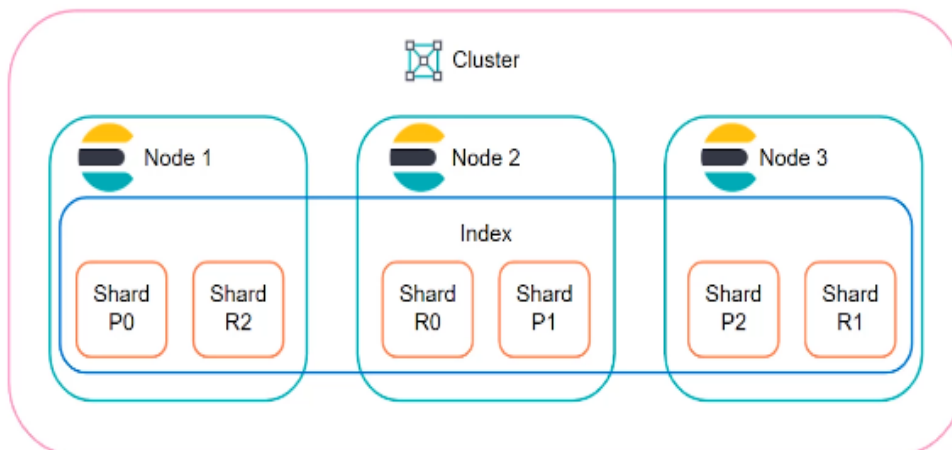 Cluster
Node 1
Node 2
Node 3
Index
Shard
P0
Shard
R2
Shard
R0
Shard
P1
Shard
P2
Shard
R1